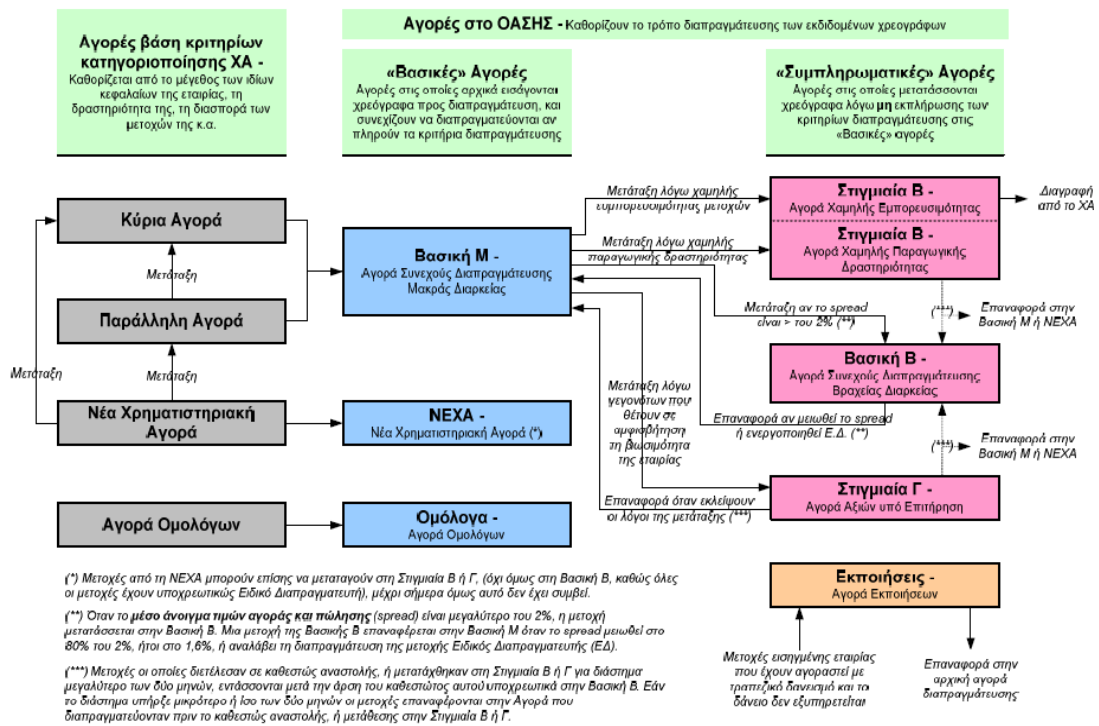 Αγορές στο ΟΑΣΗΣ - Καθορίζουν το τρόπο διαπραγμάτευσης των εκδιδομένων χρεογράφων
Αγορές βάση κριτηρίων
κατηγοριοποίησης ΧΑ -
Καθορίζεται από το μέγεθος των ιδίων
κεφαλαίων της εταιρίας, τη
δραστηριότητα της, τη διασπορά των
μετοχών της κ.α.
«Βασικές» Αγορές
Αγορές στις οποίες αρχικά εισάγονται
χρεόγραφα προς διαπραγμάτευση, και
συνεχίζουν να διαπραγματεύονται αν
πληρούν τα κριτήρια διαπραγμάτευσης
«Συμπληρωματικές» Αγορές
Αγορές στις οποίες μετατάσσονται
χρεόγραφα λόγω μη εκπλήρωσης των
κριτηρίων διαπραγμάτευσης στις
«Βασικές» αγορές
Κύρια Αγορά
Μετάταξη
Παράλληλη Αγορά
Μετάταξη
Μετάταξη
Νέα Χρηματιστηριακή
Αγορά
Αγορά Ομολόγων
Βασική Μ -
Αγορά Συνεχούς Διαπραγμάτευσης
Μακράς Διαρκείας
ΝΕΧΑ -
Νέα Χρηματιστηριακή Αγορά (*)
Ομόλογα -
Αγορά Ομολόγων
Μετάταξη λόγω χαμηλής
εμπορευσιμότητας μετοχών
Μετάταξη λόγω χαμηλής
παραγωγικής δραστηριότητας
Μετάταξη αν το spread
είναι > του 2% (**)
Μετάταξη λόγω
γεγονότων που
θέτουν σε
αμφισβήτηση
τη βιωσιμότητα
της εταιρίας
Επαναφορά αν μειωθεί το spread
ή ενεργοποιηθεί Ε.Δ. (**)
Επαναφορά όταν εκλείψουν
οι λόγοι της μετάταξης (***)
Στιγμιαία Β -
Αγορά Χαμηλής Εμπορευσιμότητας
Στιγμιαία Β -
Αγορά Χαμηλής Παραγωγικής
Δραστηριότητας
Διαγραφή
από το ΧΑ
(***)
Επαναφορά στην
Βασική Μ ή ΝΕΧΑ
Βασική Β -
Αγορά Συνεχούς Διαπραγμάτευσης
Βραχείας Διαρκείας
(***)
Επαναφορά στην
Βασική Μ ή ΝΕΧΑ
Στιγμιαία Γ -
Αγορά Αξιών υπό Επιτήρηση
Εκποιήσεις -
Αγορά Εκποιήσεων
Μετοχές εισηγμένης εταιρίας
που έχουν αγοραστεί με
τραπεζικό δανεισμό και το
δάνειο δεν εξυπηρετείται
Επαναφορά στην
αρχική αγορά
διαπραγμάτευσης
(*) Μετοχές από τη ΝΕΧΑ μπορούν επίσης να μεταταγούν στη Στιγμιαία Β ή Γ, (όχι όμως στη Βασική Β, καθώς όλες
οι μετοχές έχουν υποχρεωτικώς Ειδικό Διαπραγματευτή), μέχρι σήμερα όμως αυτό δεν έχει συμβεί.
(**) Όταν το μέσο άνοιγμα τιμών αγοράς και πώλησης (spread) είναι μεγαλύτερο του 2%, η μετοχή
μετατάσσεται στην Βασική Β. Μια μετοχή της Βασικής Β επαναφέρεται στην Βασική Μ όταν το spread μειωθεί στο
80% του 2%, ήτοι στο 1,6%, ή αναλάβει τη διαπραγμάτευση της μετοχής Ειδικός Διαπραγματευτής (ΕΔ).
(***) Μετοχές οι οποίες διετέλεσαν σε καθεστώς αναστολής, ή μετατάχθηκαν στη Στιγμιαία Β ή Γ για διάστημα
μεγαλύτερο των δύο μηνών, εντάσσονται μετά την άρση του καθεστώτος αυτού υποχρεωτικά στην Βασική Β. Εάν
το διάστημα υπήρξε μικρότερο ή ίσο των δύο μηνών οι μετοχές επαναφέρονται στην Αγορά που
διαπραγματεύονταν πριν το καθεστώς αναστολής, ή μετάθεσης στην Στιγμιαία Β ή Γ.